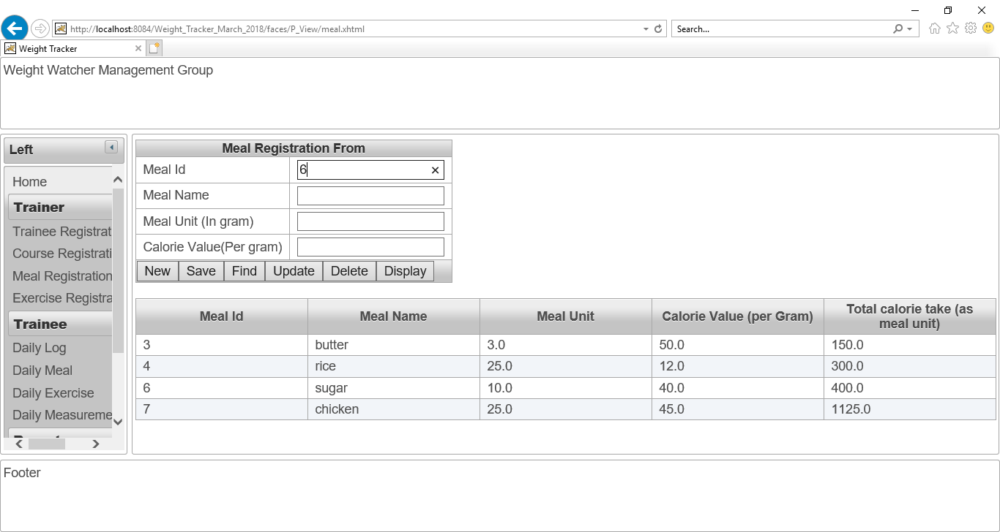 http://localhost:8084/Weight_Tracker_March_2018/faces/P_View/meal.xhtml
Search...
Weight Tracker
Weight Watcher Management Group
Left
Home
Trainer
Trainee Registrat
Course Registrati
Meal Registration
Exercise Registra
Trainee
Daily Log
Daily Meal
Daily Exercise
Daily Measureme
Meal Registration From
Meal Id 6
Meal Name
Meal Unit (In gram)
Calorie Value(Per gram)
New Save Find Update Delete Display
Meal Id Meal Name Meal Unit Calorie Value (per Gram) Total calorie take (as
meal unit)
3 butter 3.0 50.0 150.0
4 rice 25.0 12.0 300.0
6 sugar 10.0 40.0 400.0
7 chicken 25.0 45.0 1125.0
Footer